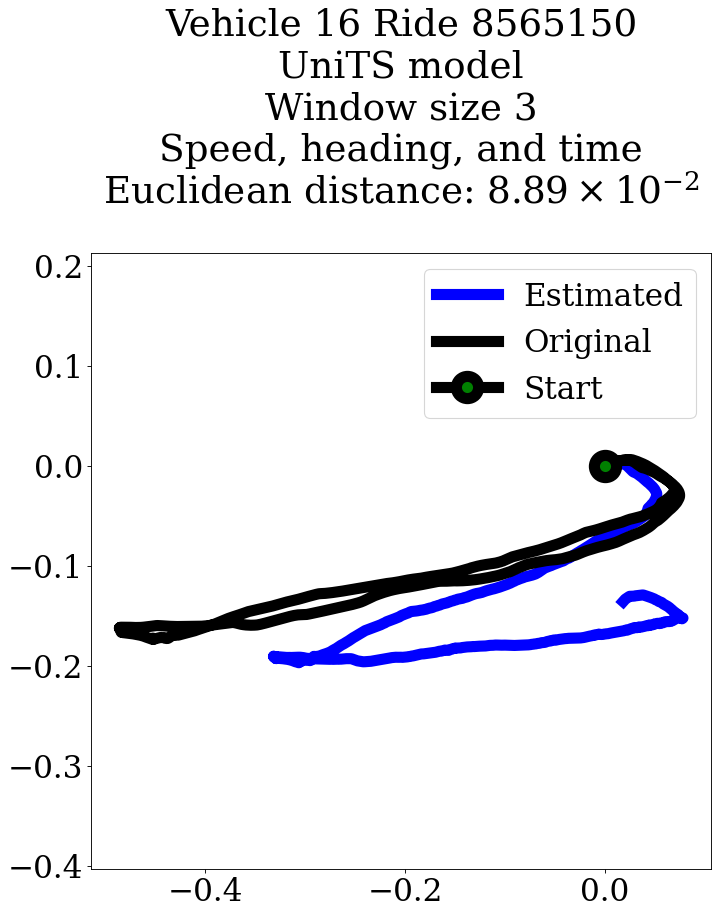 Vehicle 16 Ride 8565150
UniTS model
Window size 3
Speed, heading, and time
Euclidean distance: 8.89 × 10⁻²
Estimated
Original
Start
0.2
0.1
0.0
−0.1
−0.2
−0.3
−0.4
−0.4 −0.2 0.0